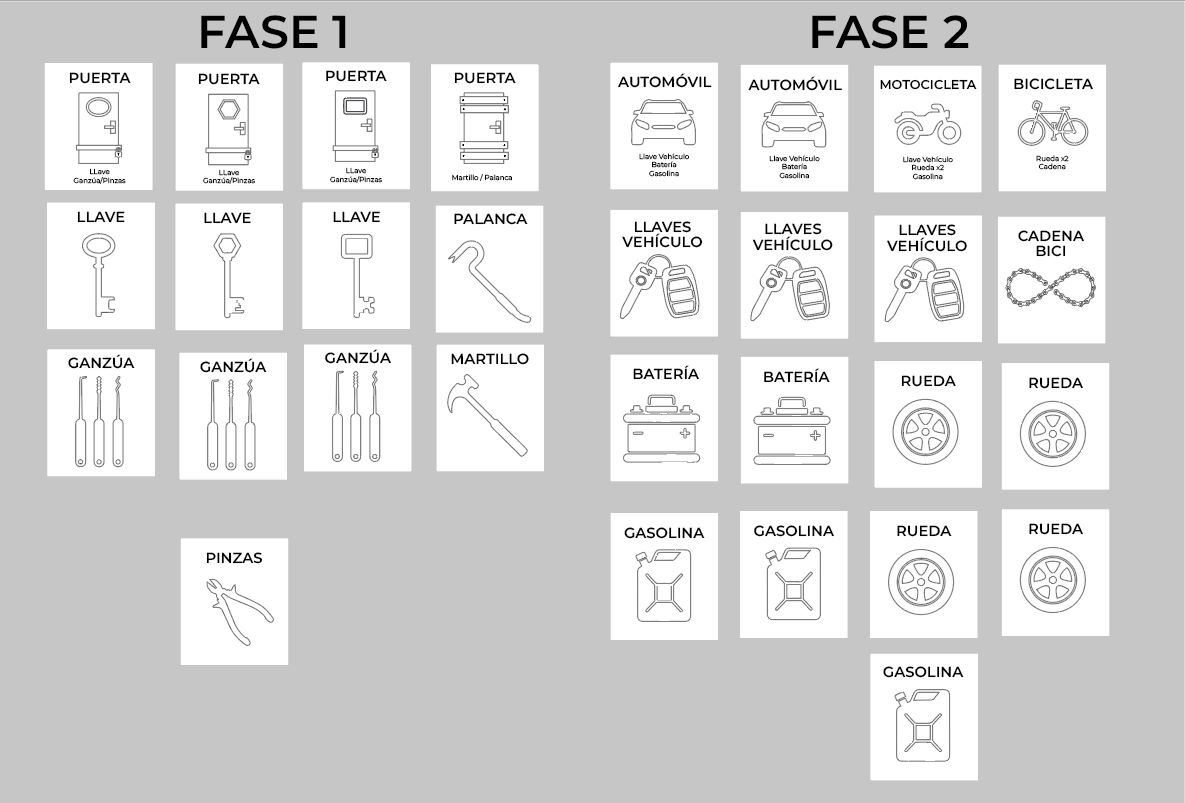 FASE 1
PUERTA
LLave
Ganzúa/Pinzas
PUERTA
LLave
Ganzúa/Pinzas
PUERTA
LLave
Ganzúa/Pinzas
PUERTA
Martillo / Palanca
LLAVE
LLAVE
LLAVE
PALANCA
GANZÚA
GANZÚA
GANZÚA
MARTILLO
PINZAS
FASE 2
AUTOMÓVIL
Llave Vehículo
Batería
Gasolina
AUTOMÓVIL
Llave Vehículo
Batería
Gasolina
MOTOCICLETA
Llave Vehículo
Rueda x2
Gasolina
BICICLETA
Rueda x2
Cadena
LLAVES
VEHÍCULO
LLAVES
VEHÍCULO
LLAVES
VEHÍCULO
CADENA
BICI
BATERÍA
BATERÍA
RUEDA
RUEDA
GASOLINA
GASOLINA
RUEDA
RUEDA
GASOLINA